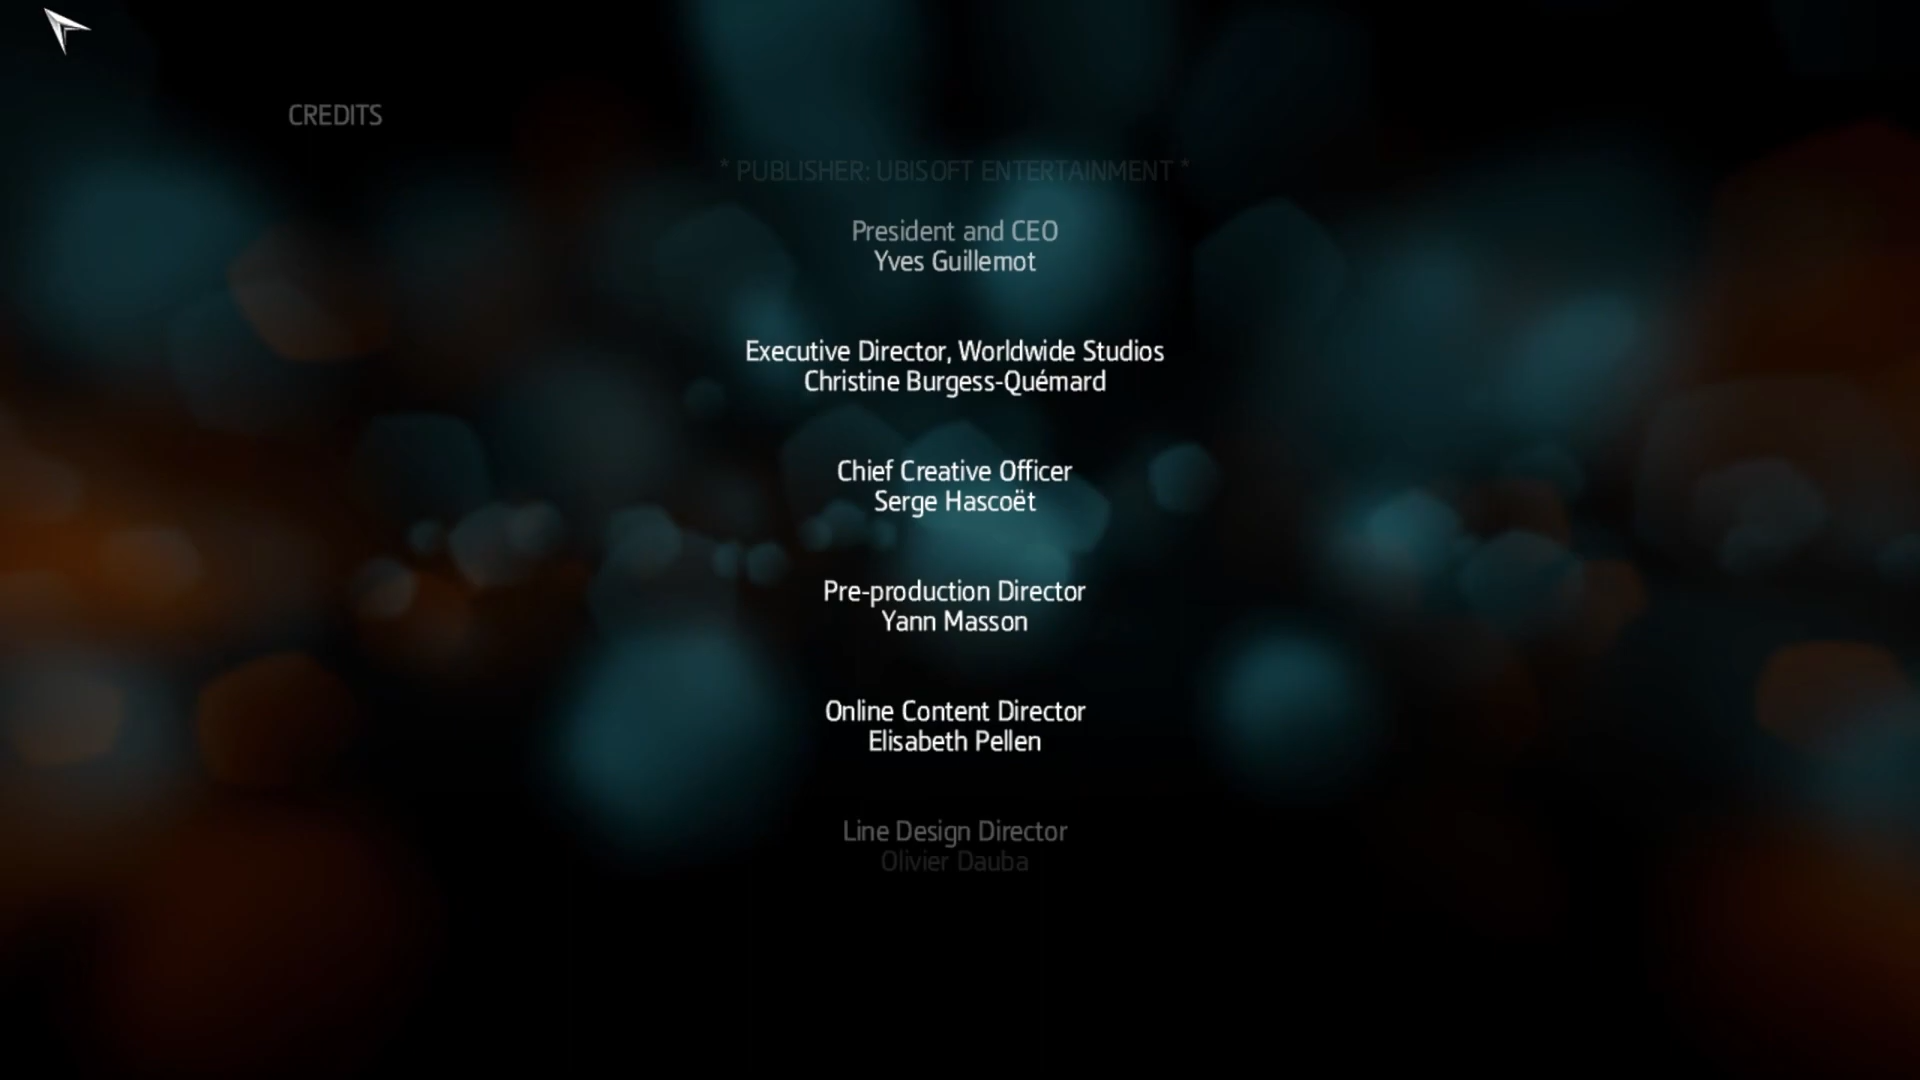 CREDITS
* PUBLISHER: UBISOFT ENTERTAINMENT *
President and CEO
Yves Guillemot
Executive Director, Worldwide Studios
Christine Burgess-Quémard
Chief Creative Officer
Serge Hascoët
Pre-production Director
Yann Masson
Online Content Director
Elisabeth Pellen
Line Design Director
Olivier Dauba